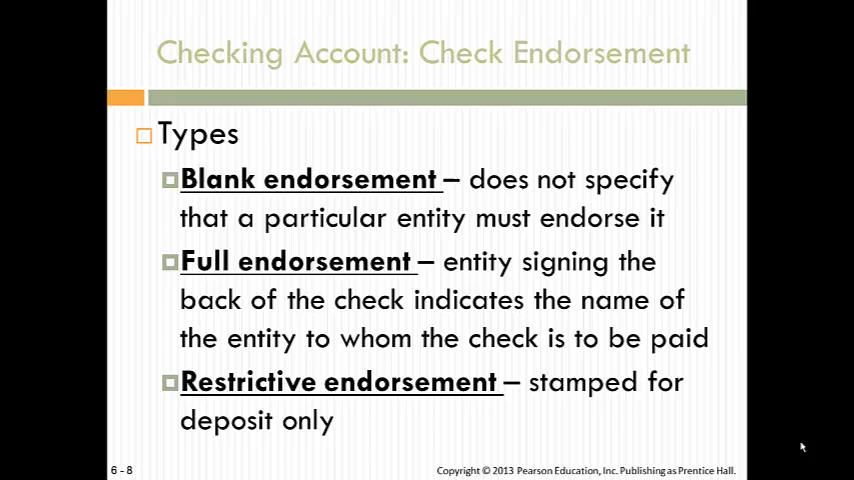 Checking Account: Check Endorsement
Types
Blank endorsement – does not specify
that a particular entity must endorse it
Full endorsement – entity signing the
back of the check indicates the name of
the entity to whom the check is to be paid
Restrictive endorsement – stamped for
deposit only
6 - 8
Copyright © 2013 Pearson Education, Inc. Publishing as Prentice Hall.